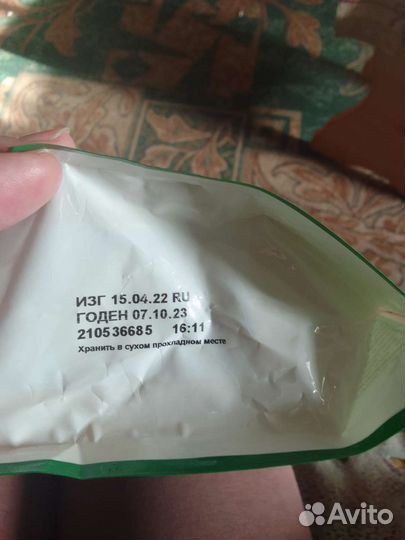 ИЗГ 15.04.22 RU
ГОДЕН 07.10.23
210536685 16:11
Хранить в сухом прохладном месте
Avito